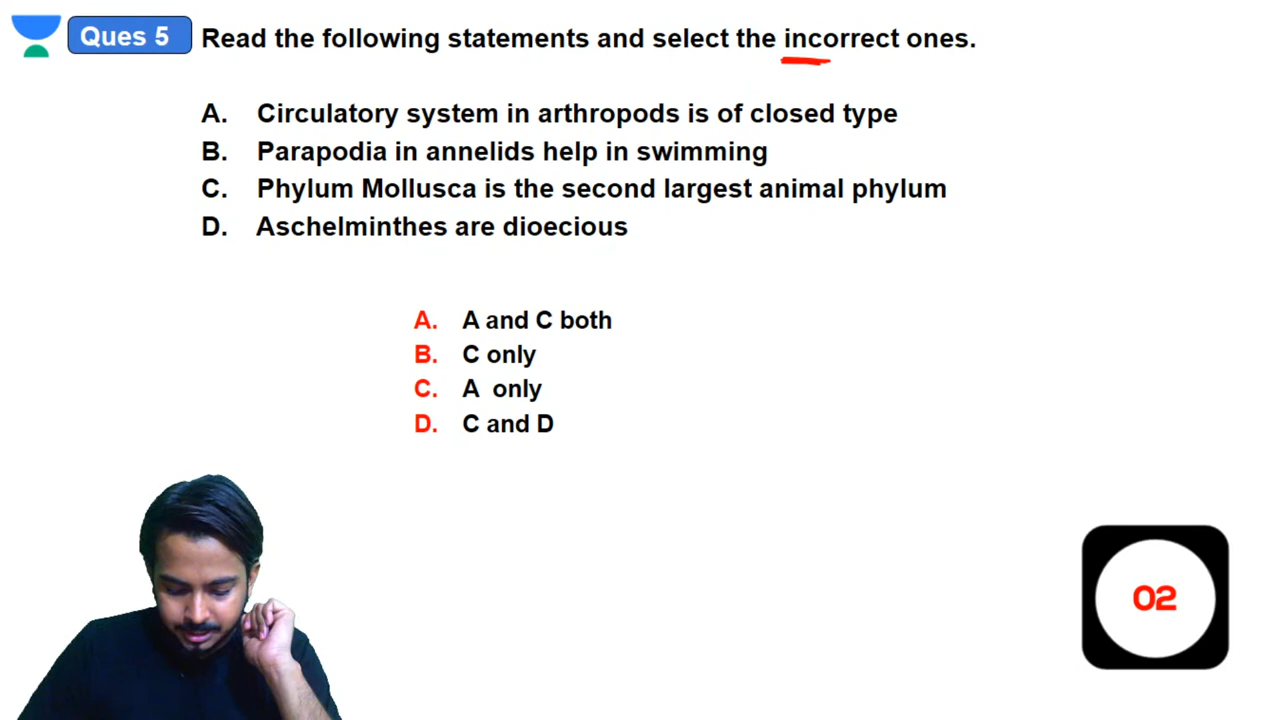 Ques 5 Read the following statements and select the incorrect ones.
A. Circulatory system in arthropods is of closed type
B. Parapodia in annelids help in swimming
C. Phylum Mollusca is the second largest animal phylum
D. Aschelminthes are dioecious
A. A and C both
B. C only
C. A only
D. C and D
02